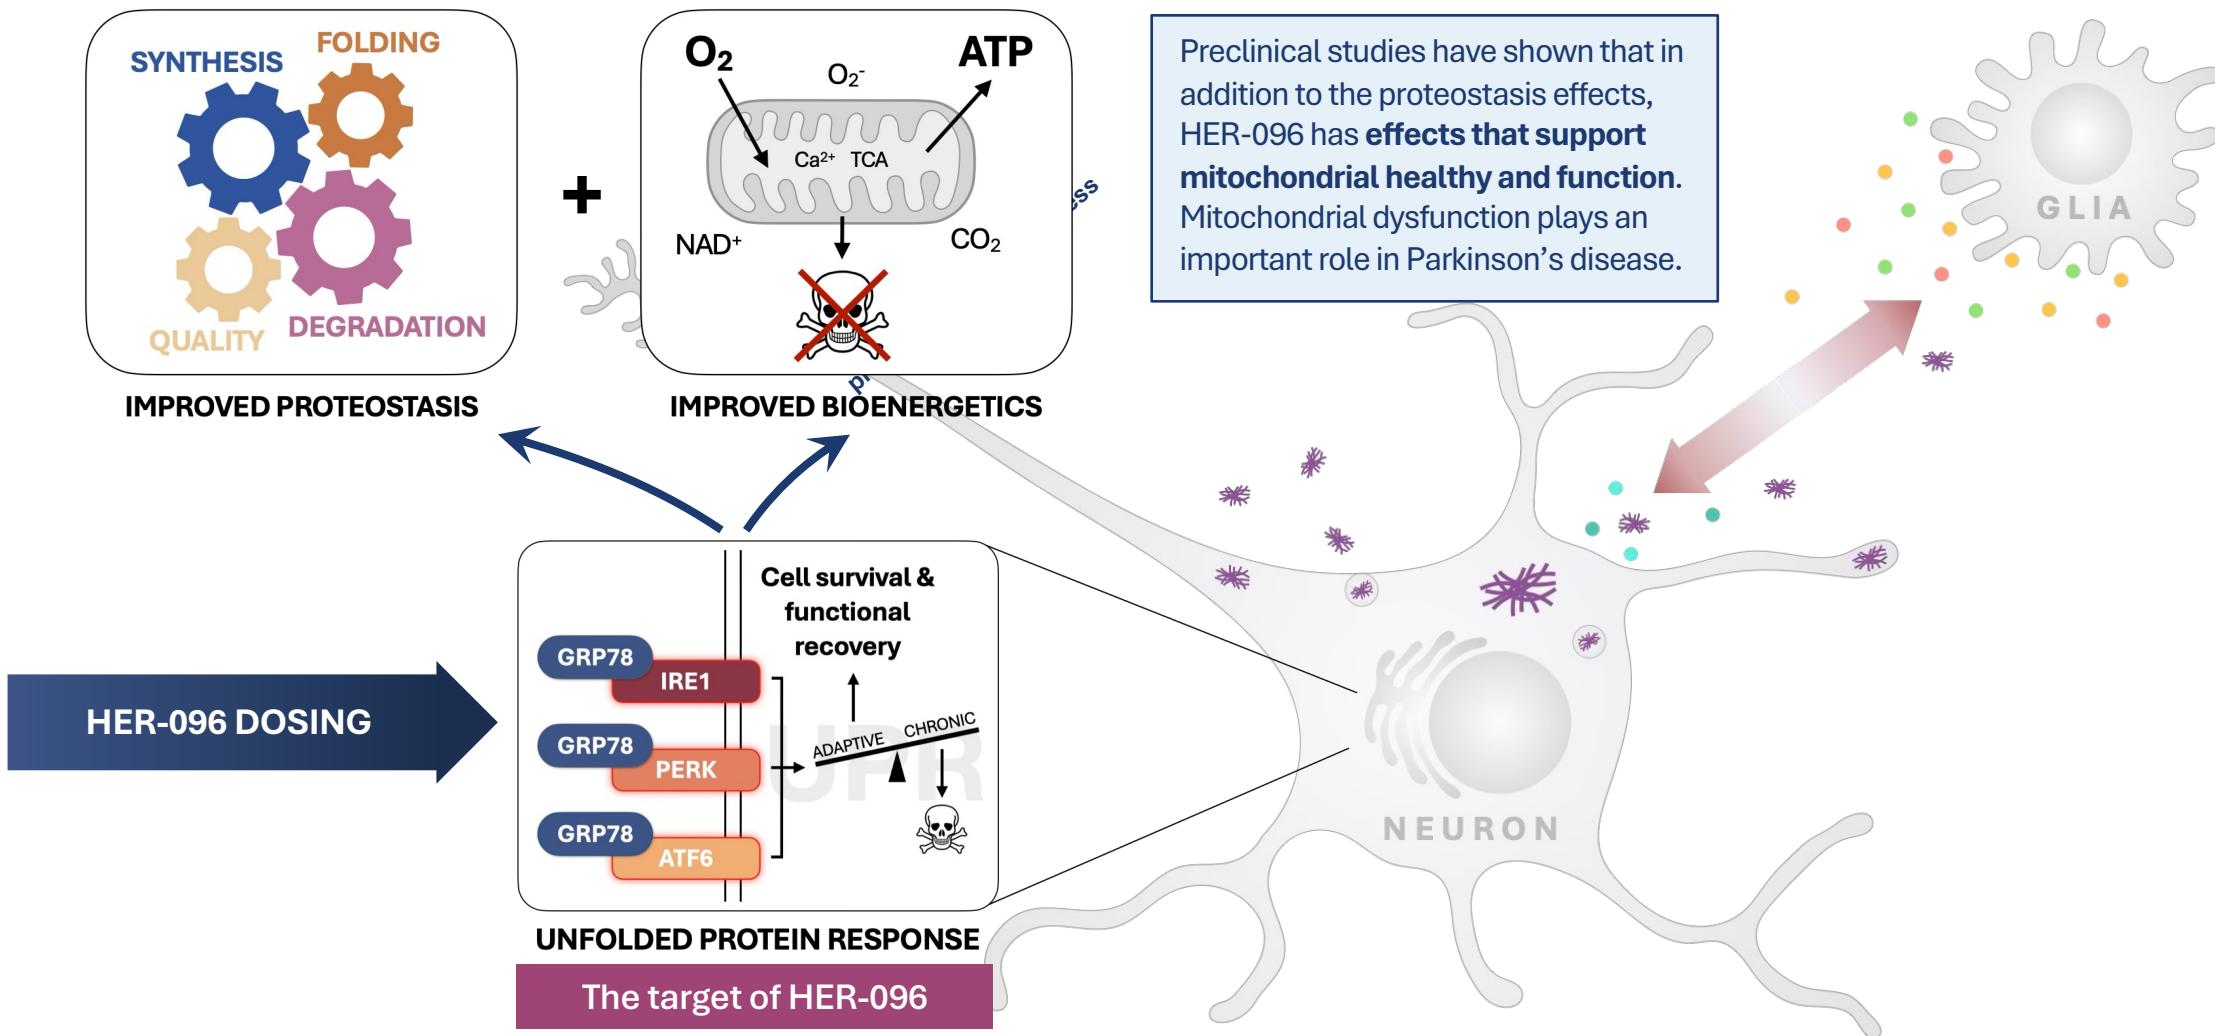 SYNTHESIS
FOLDING
QUALITY
DEGRADATION
IMPROVED PROTEOSTASIS
+
O₂
O₂⁻
ATP
Ca²⁺ TCA
NAD⁺
CO₂
IMPROVED BIOENERGETICS
Preclinical studies have shown that in
addition to the proteostasis effects,
HER-096 has effects that support
mitochondrial healthy and function.
Mitochondrial dysfunction plays an
important role in Parkinson's disease.
GLIA
HER-096 DOSING
Cell survival &
functional
recovery
GRP78
IRE1
GRP78
PERK
GRP78
ATF6
UPR
ADAPTIVE
CHRONIC
UNFOLDED PROTEIN RESPONSE
The target of HER-096
NEURON